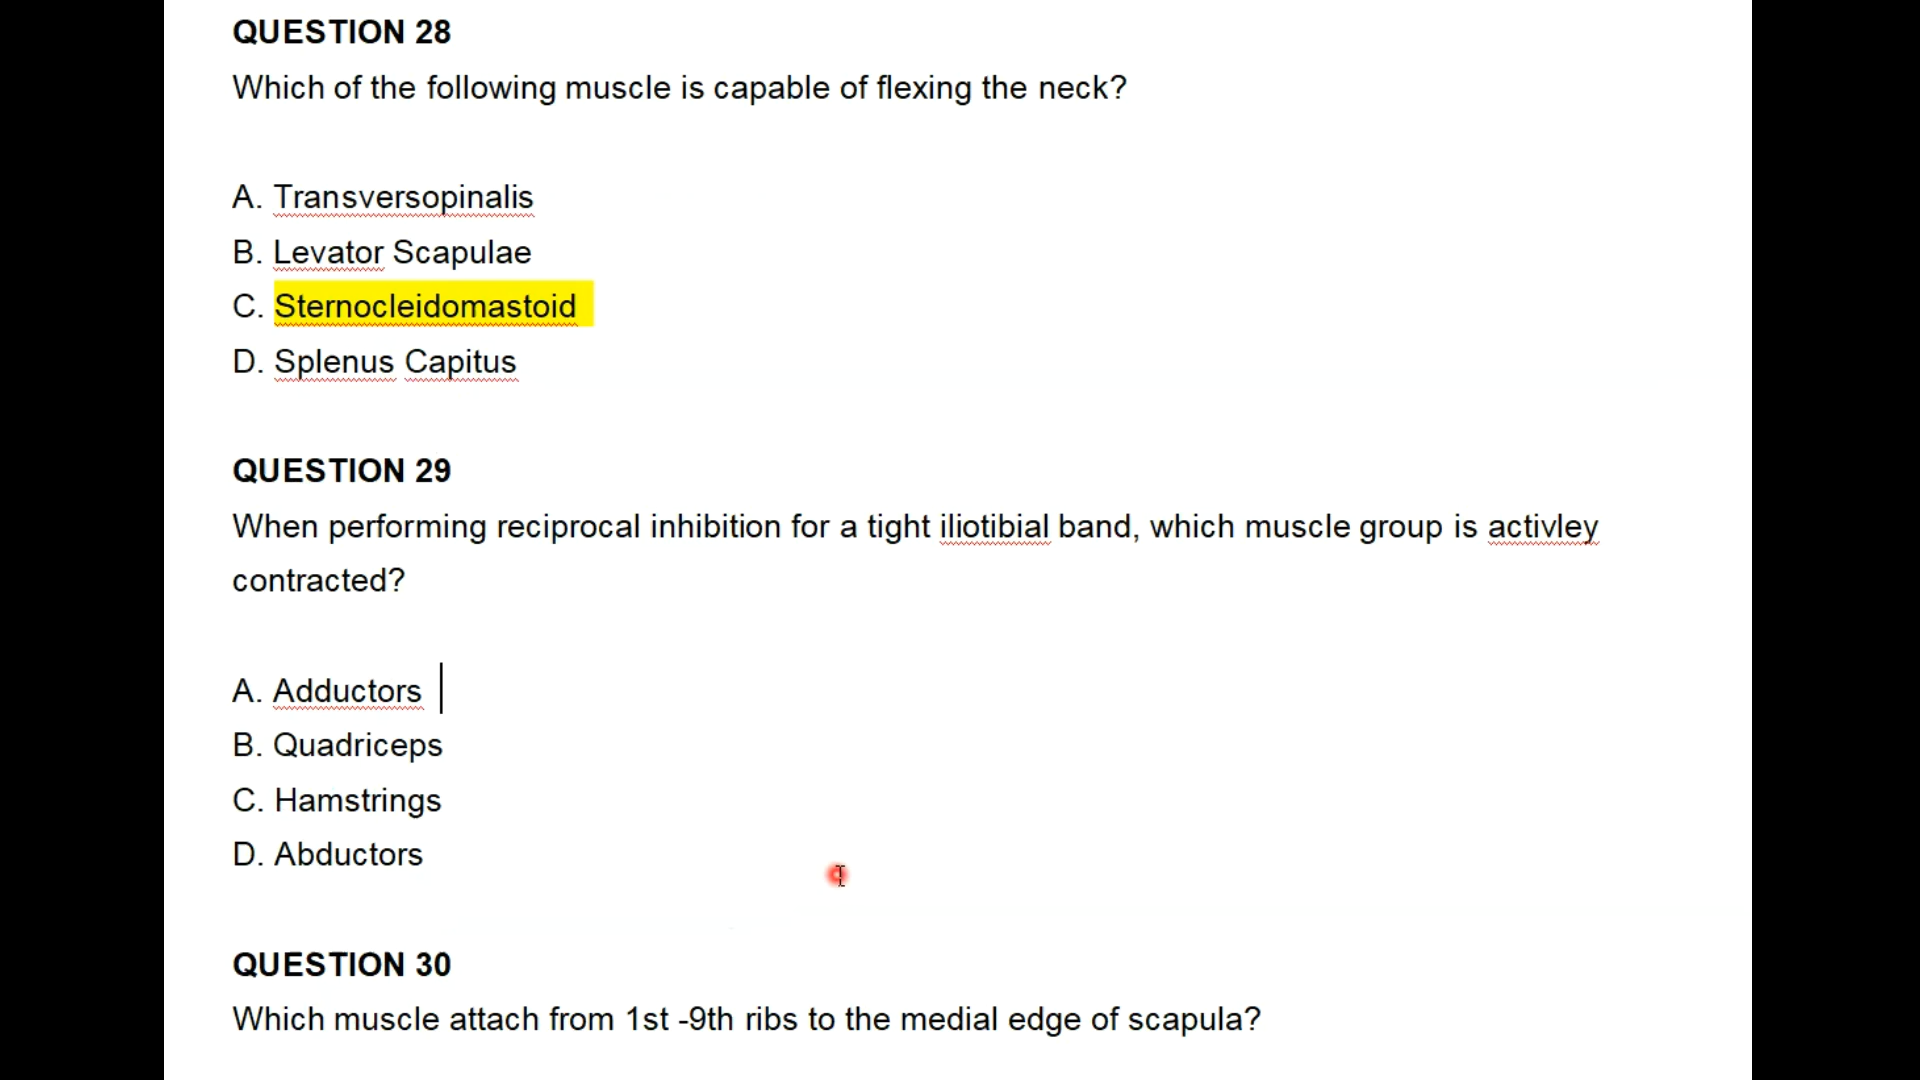 QUESTION 28
Which of the following muscle is capable of flexing the neck?
A. Transversopinalis
B. Levator Scapulae
C. Sternocleidomastoid
D. Splenus Capitus
QUESTION 29
When performing reciprocal inhibition for a tight iliotibial band, which muscle group is activley
contracted?
A. Adductors
B. Quadriceps
C. Hamstrings
D. Abductors
QUESTION 30
Which muscle attach from 1st -9th ribs to the medial edge of scapula?